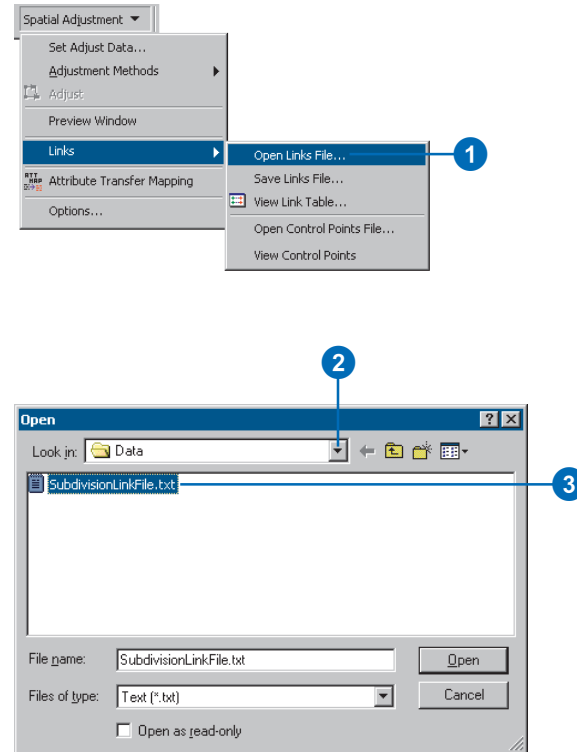 Spatial Adjustment
Set Adjust Data...
Adjustment Methods
Adjust
Preview Window
Links
Attribute Transfer Mapping
Options...
Open Links File...
1
Save Links File...
View Link Table...
Open Control Points File...
View Control Points
2
Open
Look in: Data
SubdivisionLinkFile.txt
3
File name: SubdivisionLinkFile.txt Open
Files of type: Text (*.txt) Cancel
Open as read-only